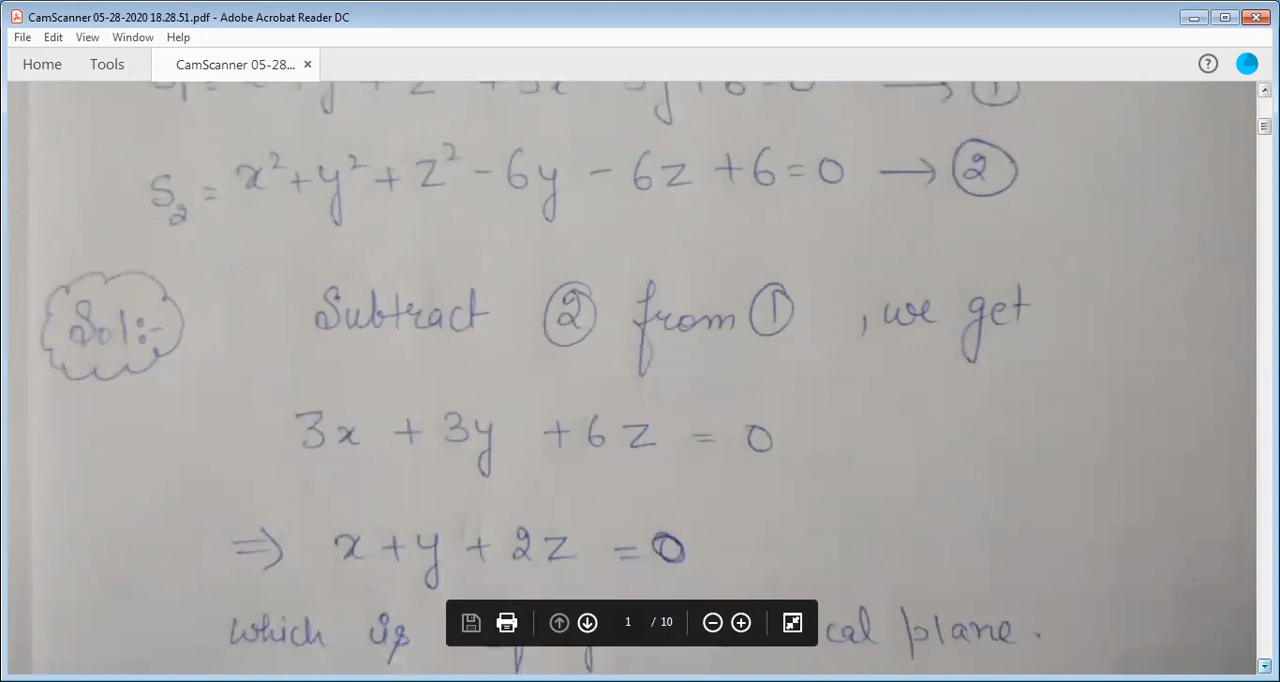 CamScanner 05-28-2020 18.28.51.pdf - Adobe Acrobat Reader DC
File Edit View Window Help
Home Tools CamScanner 05-28... ×
?
→ ①
S₂ = x²+y²+z² - 6y - 6z + 6 = 0 → ②
Sol:- Subtract ② from ①, we get
3x + 3y + 6z = 0
⇒ x + y + 2z = 0
which is cal plane.
1 / 10